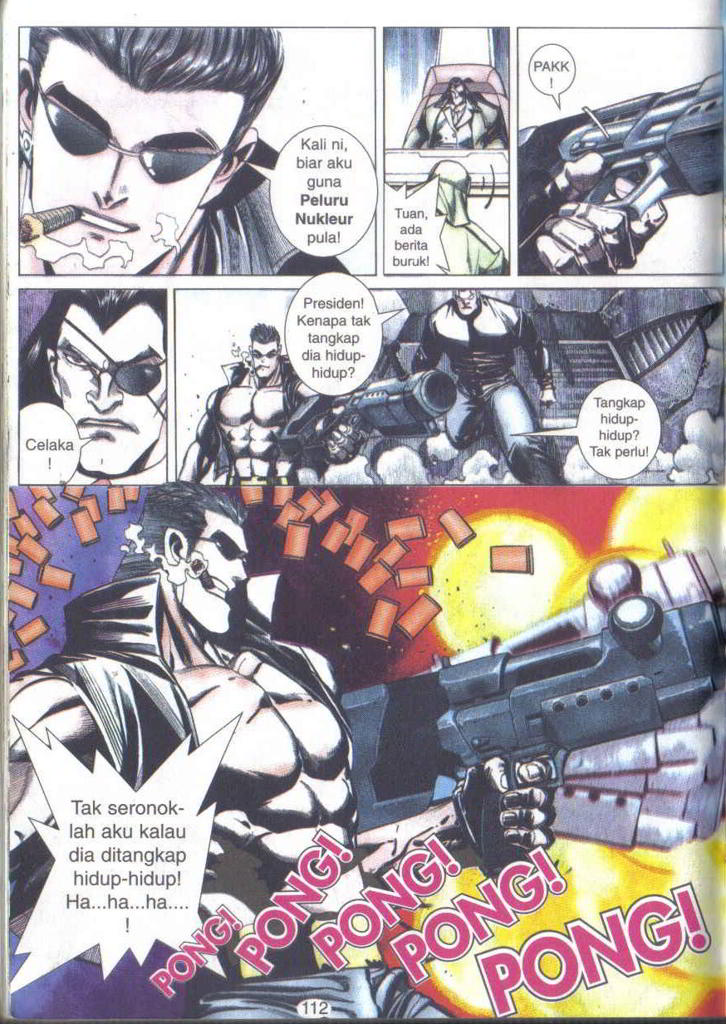 Kali ni,
biar aku
guna
Peluru
Nukleur
pula!
Tuan,
ada
berita
buruk!
PAKK
!
Celaka
!
Presiden!
Kenapa tak
tangkap
dia hidup-
hidup?
Tangkap
hidup-
hidup?
Tak perlu!
Tak seronok-
lah aku kalau
dia ditangkap
hidup-hidup!
Ha...ha...ha....
!
PONG!
PONG!
PONG!
PONG!
PONG!
112